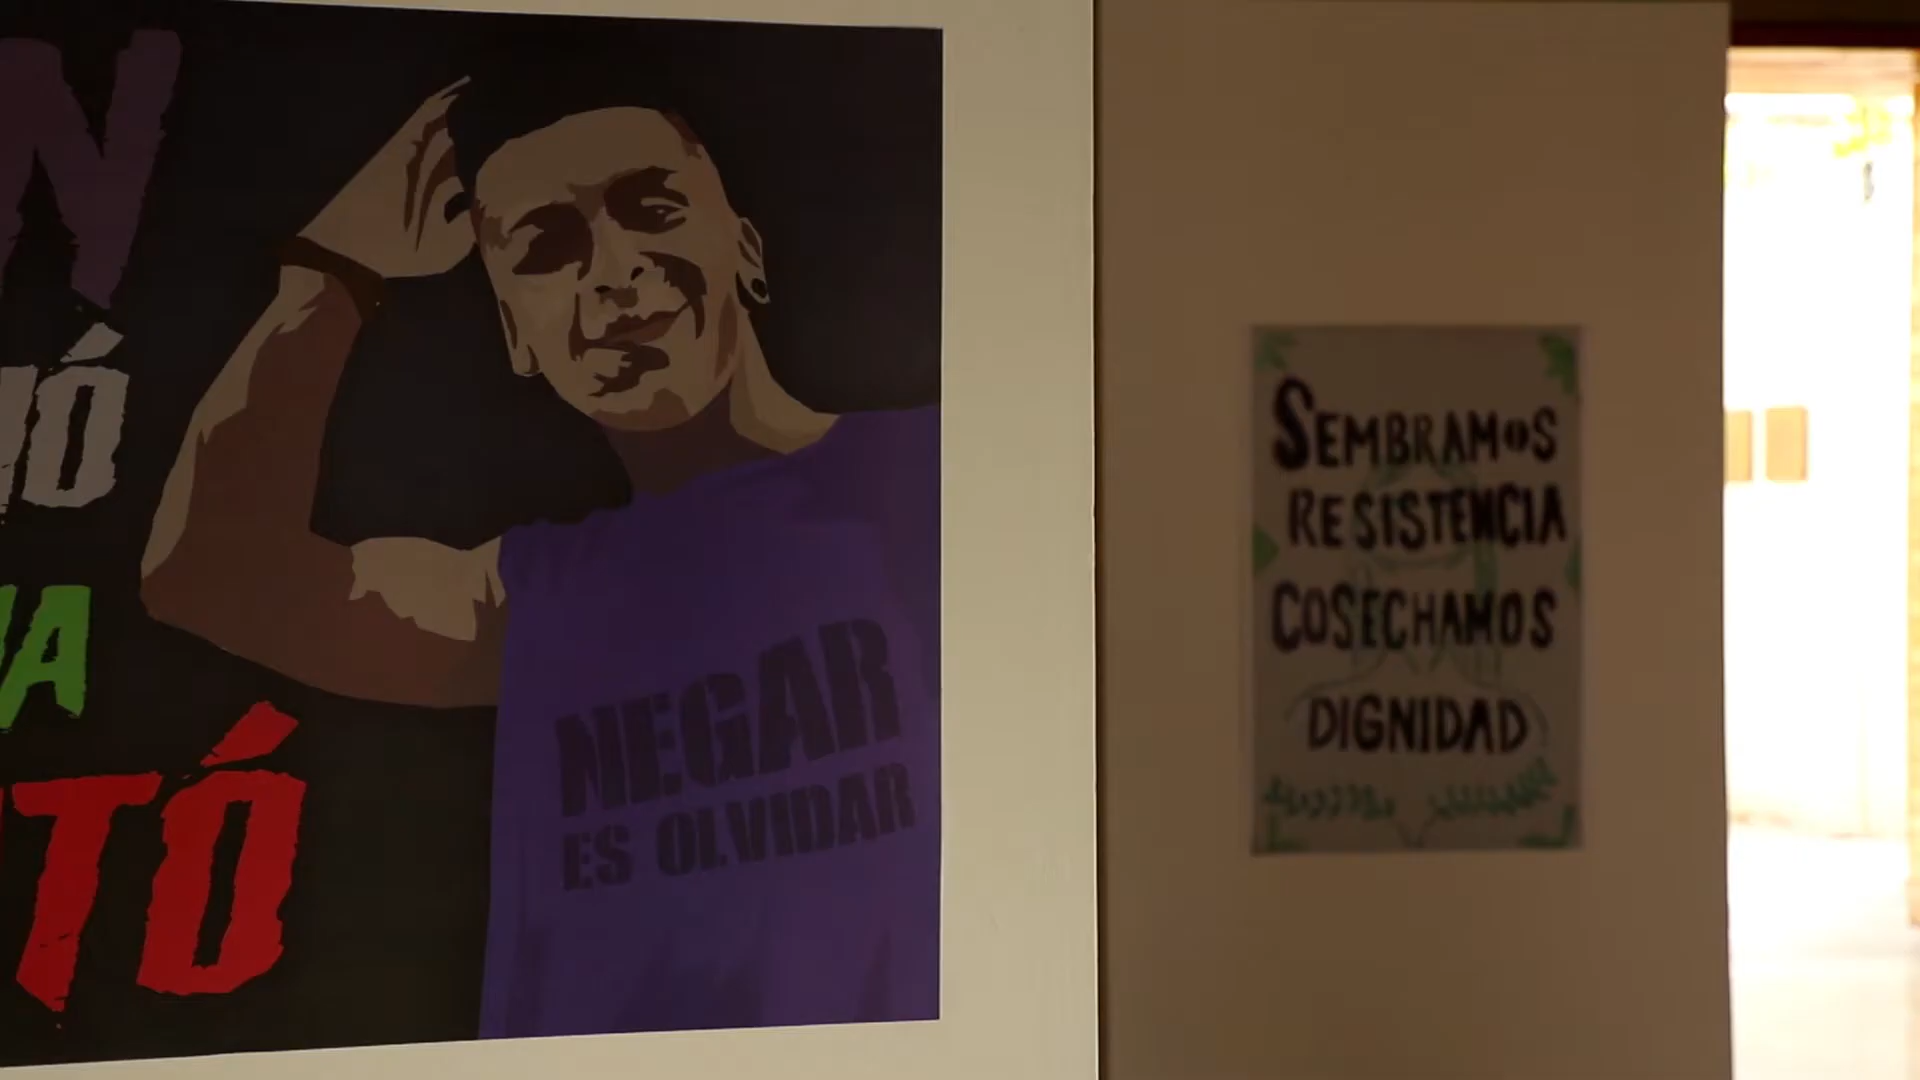 NEGAR
ES OLVIDAR
SEMBRAMOS
RESISTENCIA
COSECHAMOS
DIGNIDAD